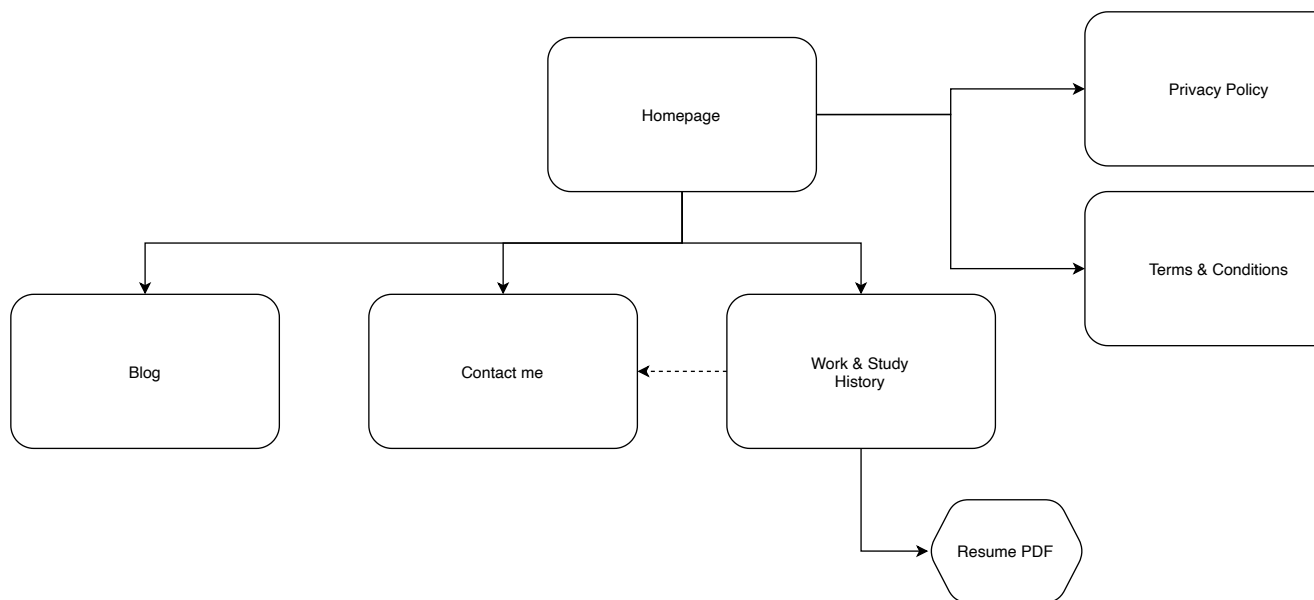 Homepage
Privacy Policy
Terms & Conditions
Blog
Contact me
Work & Study
History
Resume PDF